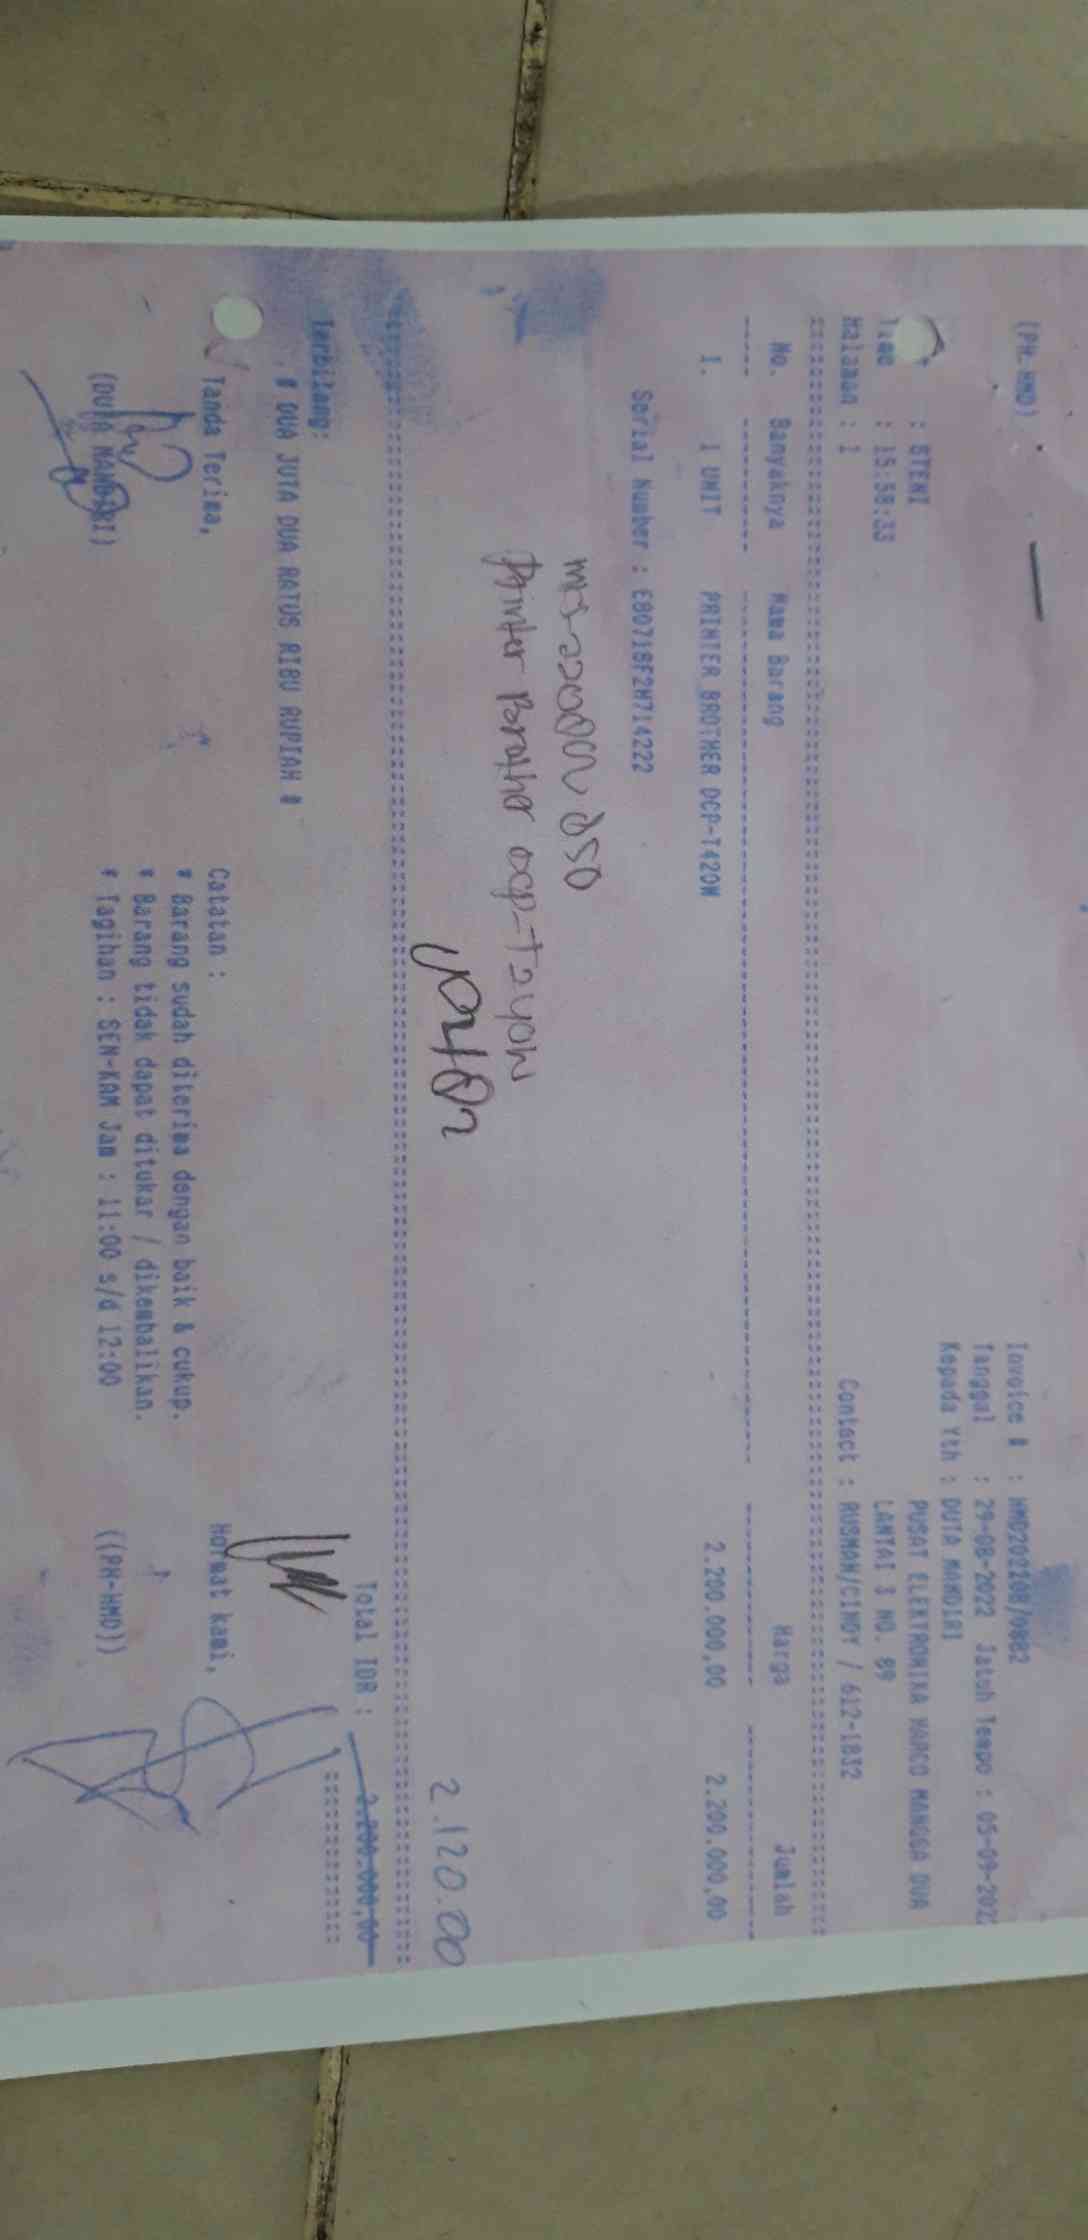 (PH-HMD)
Invoice # : HMD202208/0882
Tanggal : 29-08-2022 Jatuh Tempo : 05-09-202
: STENI
Kepada Yth : DUTA MANDIRI
Time : 15:58:33
PUSAT ELEKTRONIKA HARCO MANGGA DUA
LANTAI 3 NO. 89
Halaman : 1
Contact : RUSMAN/CINDY / 612-1832
No. Banyaknya Nama Barang Harga Jumlah
1. 1 UNIT PRINTER BROTHER DCP-T420W 2.200.000,00 2.200.000,00
Serial Number : E80718F2H714222
Printer
2.120.00
Total IDR : 2.200.000,00
Terbilang:
# DUA JUTA DUA RATUS RIBU RUPIAH #
Tanda Terima,
Catatan :
Hormat kami,
* Barang sudah diterima dengan baik & cukup.
* Barang tidak dapat ditukar / dikembalikan.
(DUTA MANDIRI)
* Tagihan : SEN-KAM Jam : 11:00 s/d 12:00
((PH-HMD))